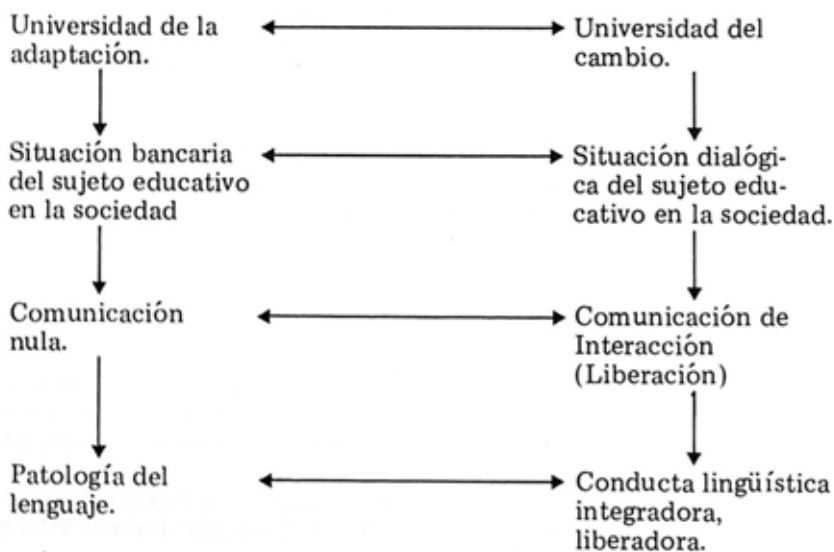 Universidad de la
adaptación.
Universidad del
cambio.
Situación bancaria
del sujeto educativo
en la sociedad
Situación dialógi-
ca del sujeto edu-
cativo en la sociedad.
Comunicación
nula.
Comunicación de
Interacción
(Liberación)
Patología del
lenguaje.
Conducta lingüística
integradora,
liberadora.